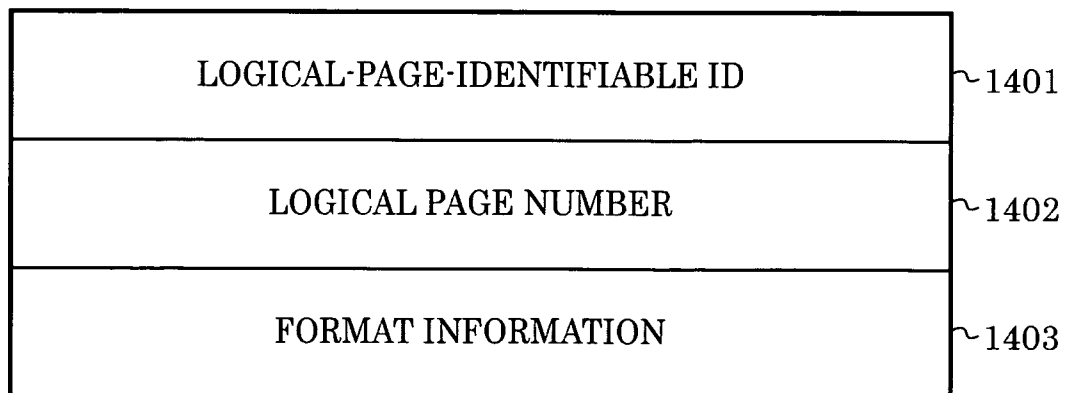 LOGICAL-PAGE-IDENTIFIABLE ID 1401
LOGICAL PAGE NUMBER 1402
FORMAT INFORMATION 1403